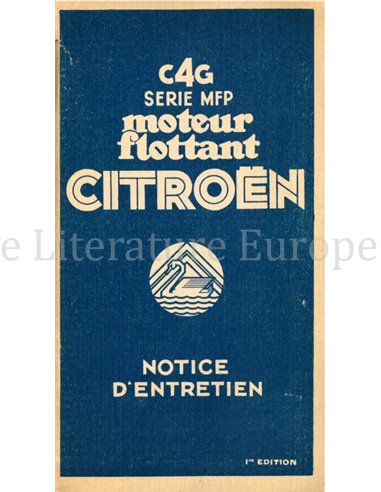 C4G
SERIE MFP
moteur
flottant
CITROËN
e Literature Europe
NOTICE
D'ENTRETIEN
1re EDITION